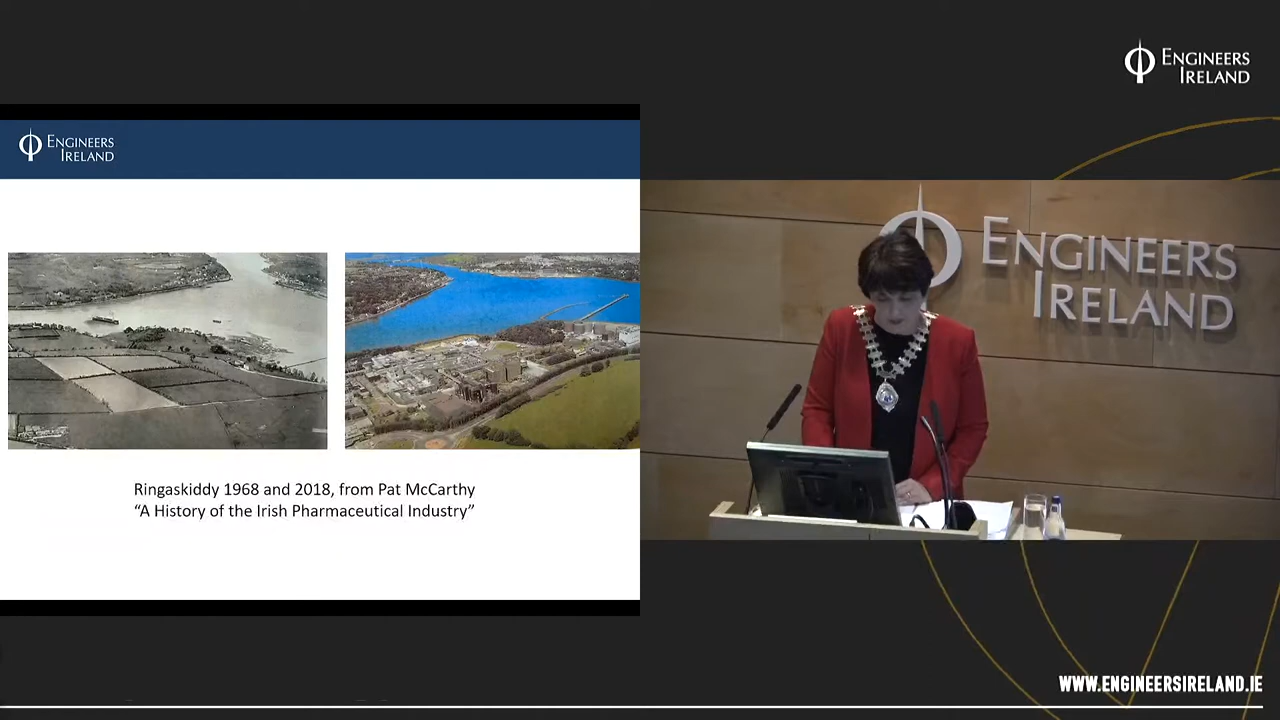 ENGINEERS
IRELAND
ENGINEERS
IRELAND
Ringaskiddy 1968 and 2018, from Pat McCarthy
“A History of the Irish Pharmaceutical Industry”
ENGINEERS
IRELAND
WWW.ENGINEERSIRELAND.IE